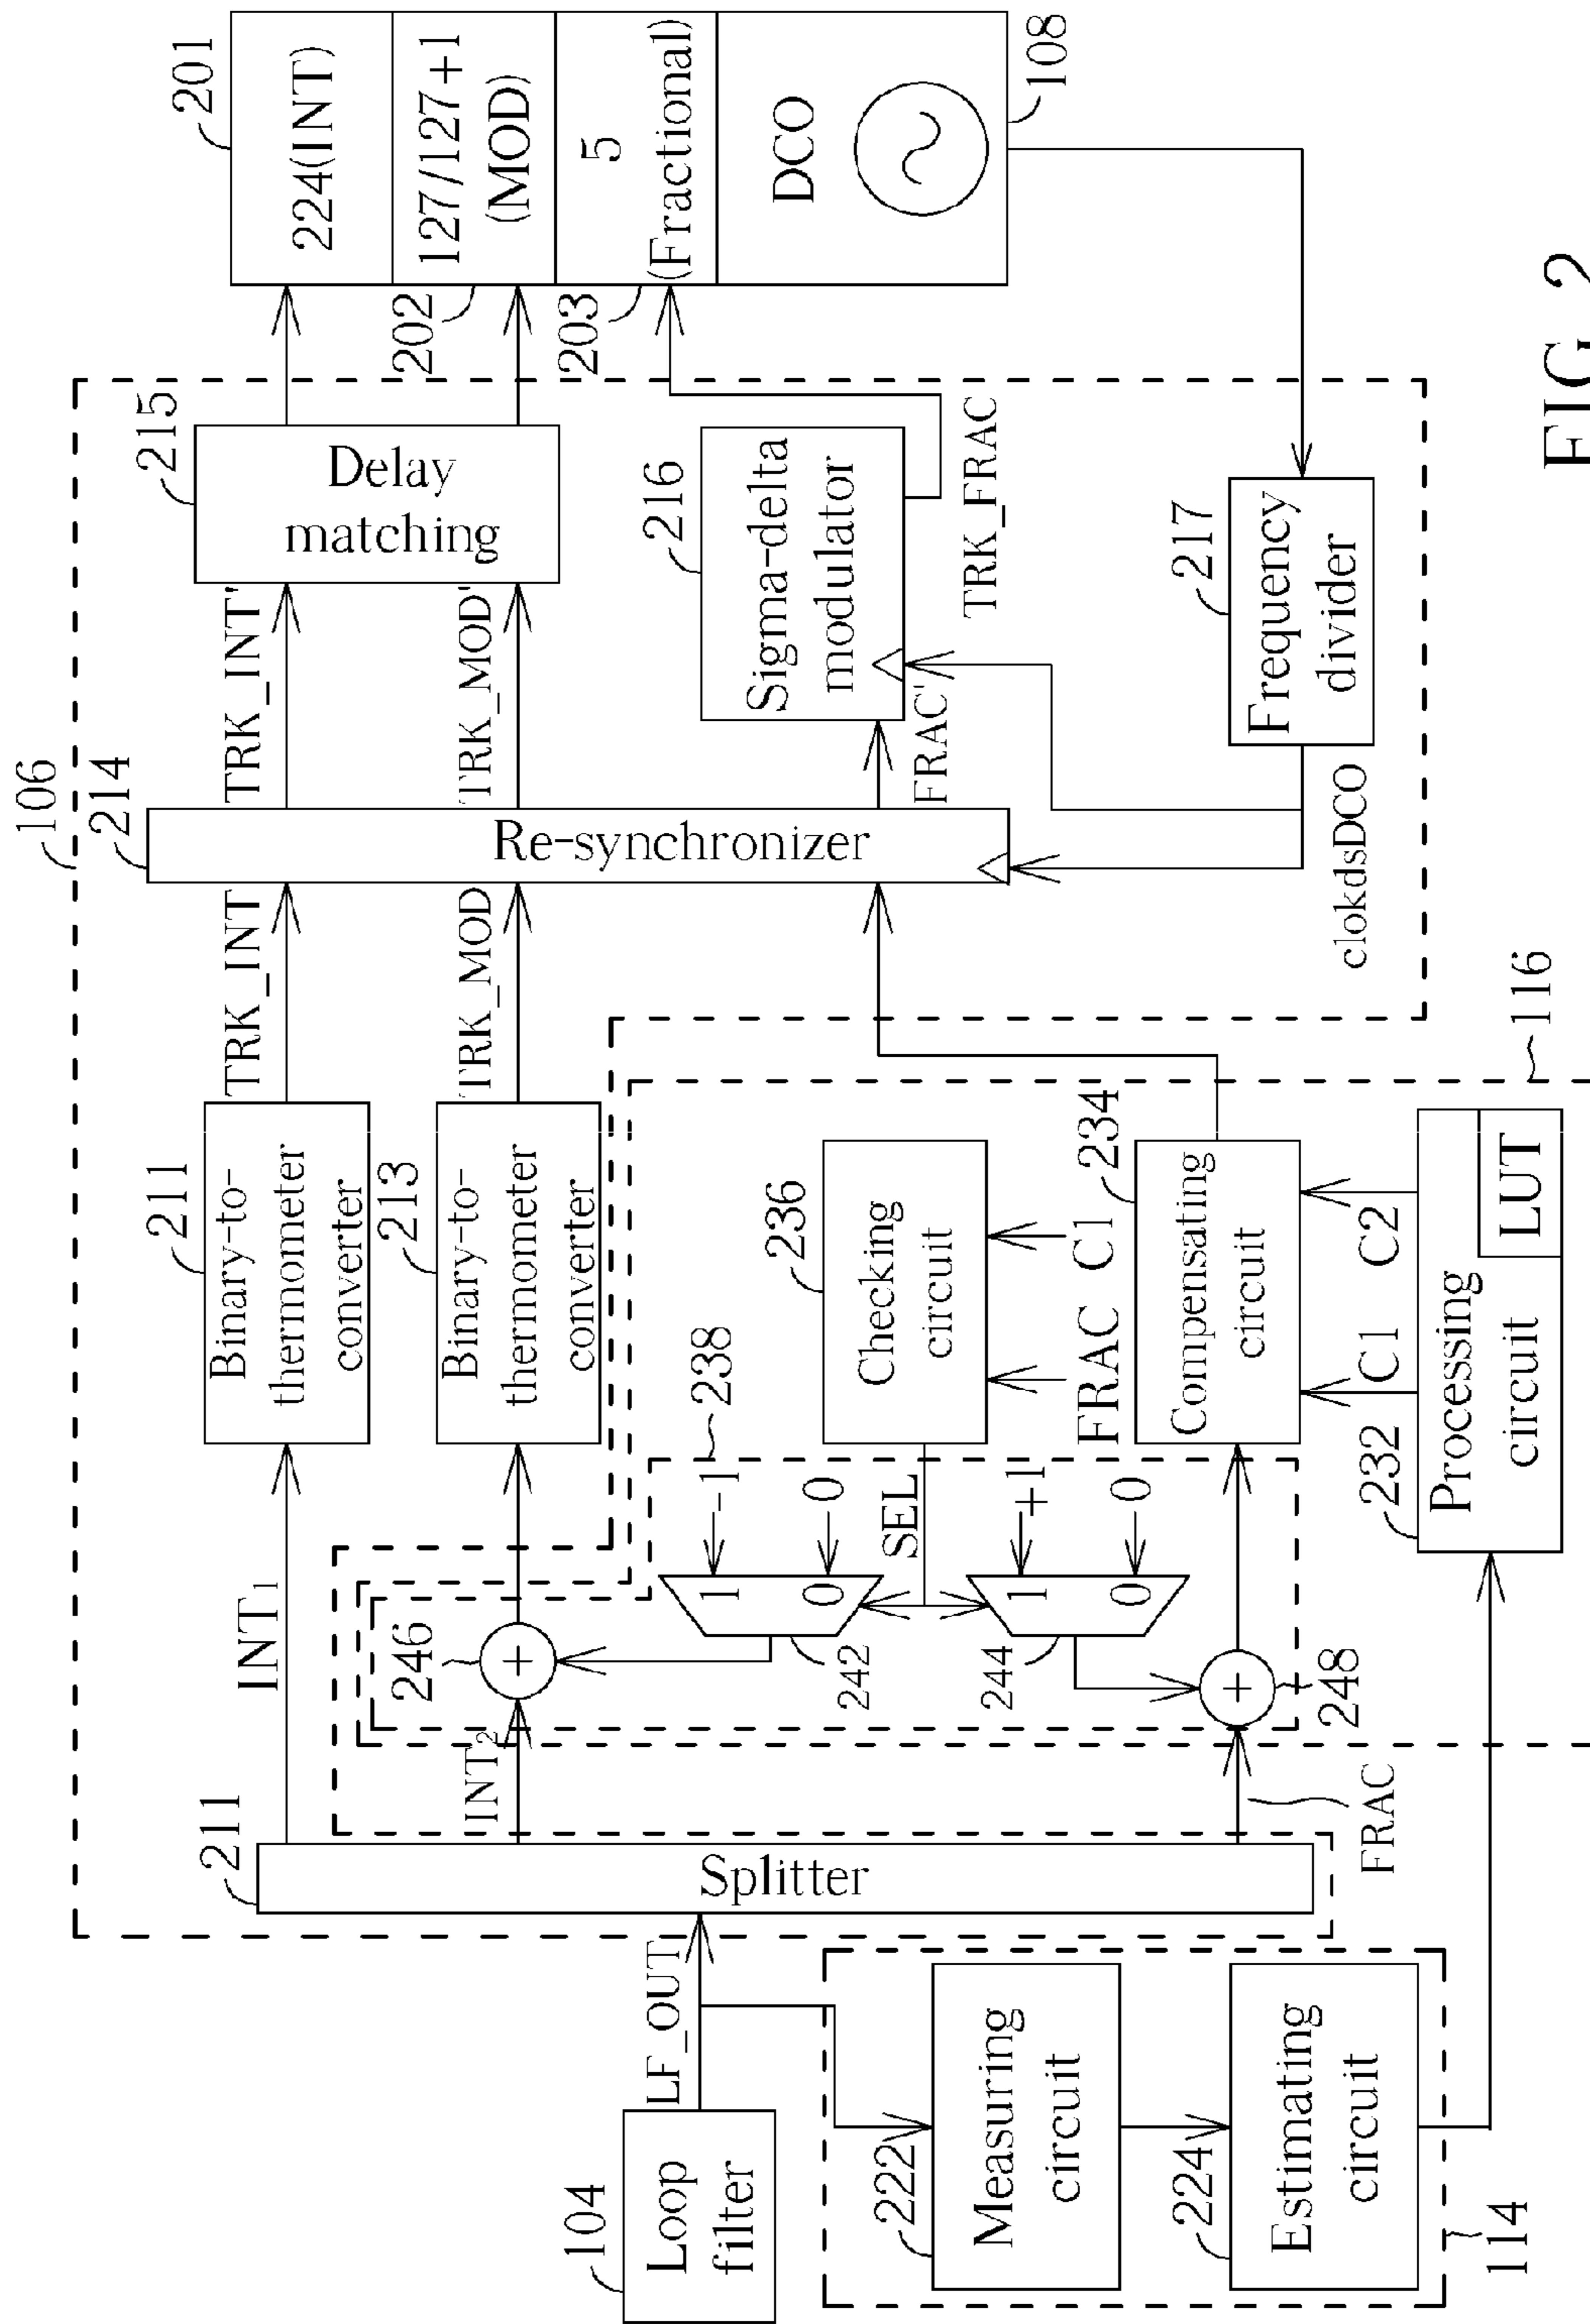 106
104
Loop
filter
LF_OUT
211
Splitter
INT1
INT2
FRAC
211
Binary-to-
thermometer
converter
213
Binary-to-
thermometer
converter
TRK_INT
TRK_MOD
214
Re-synchronizer
TRK_INT'
TRK_MOD'
FRAC'
215
Delay
matching
216
Sigma-delta
modulator
TRK_FRAC
217
Frequency
divider
clokdsDCO
201
224(INT)
202
127/127+1
(MOD)
203
5
(Fractional)
DCO
108
246
238
-1
0
1
0
242
SEL
+1
0
1
0
244
248
236
Checking
circuit
FRAC C1
234
Compensating
circuit
C1 C2
232
Processing
circuit
LUT
116
222
Measuring
circuit
224
Estimating
circuit
114
+
+